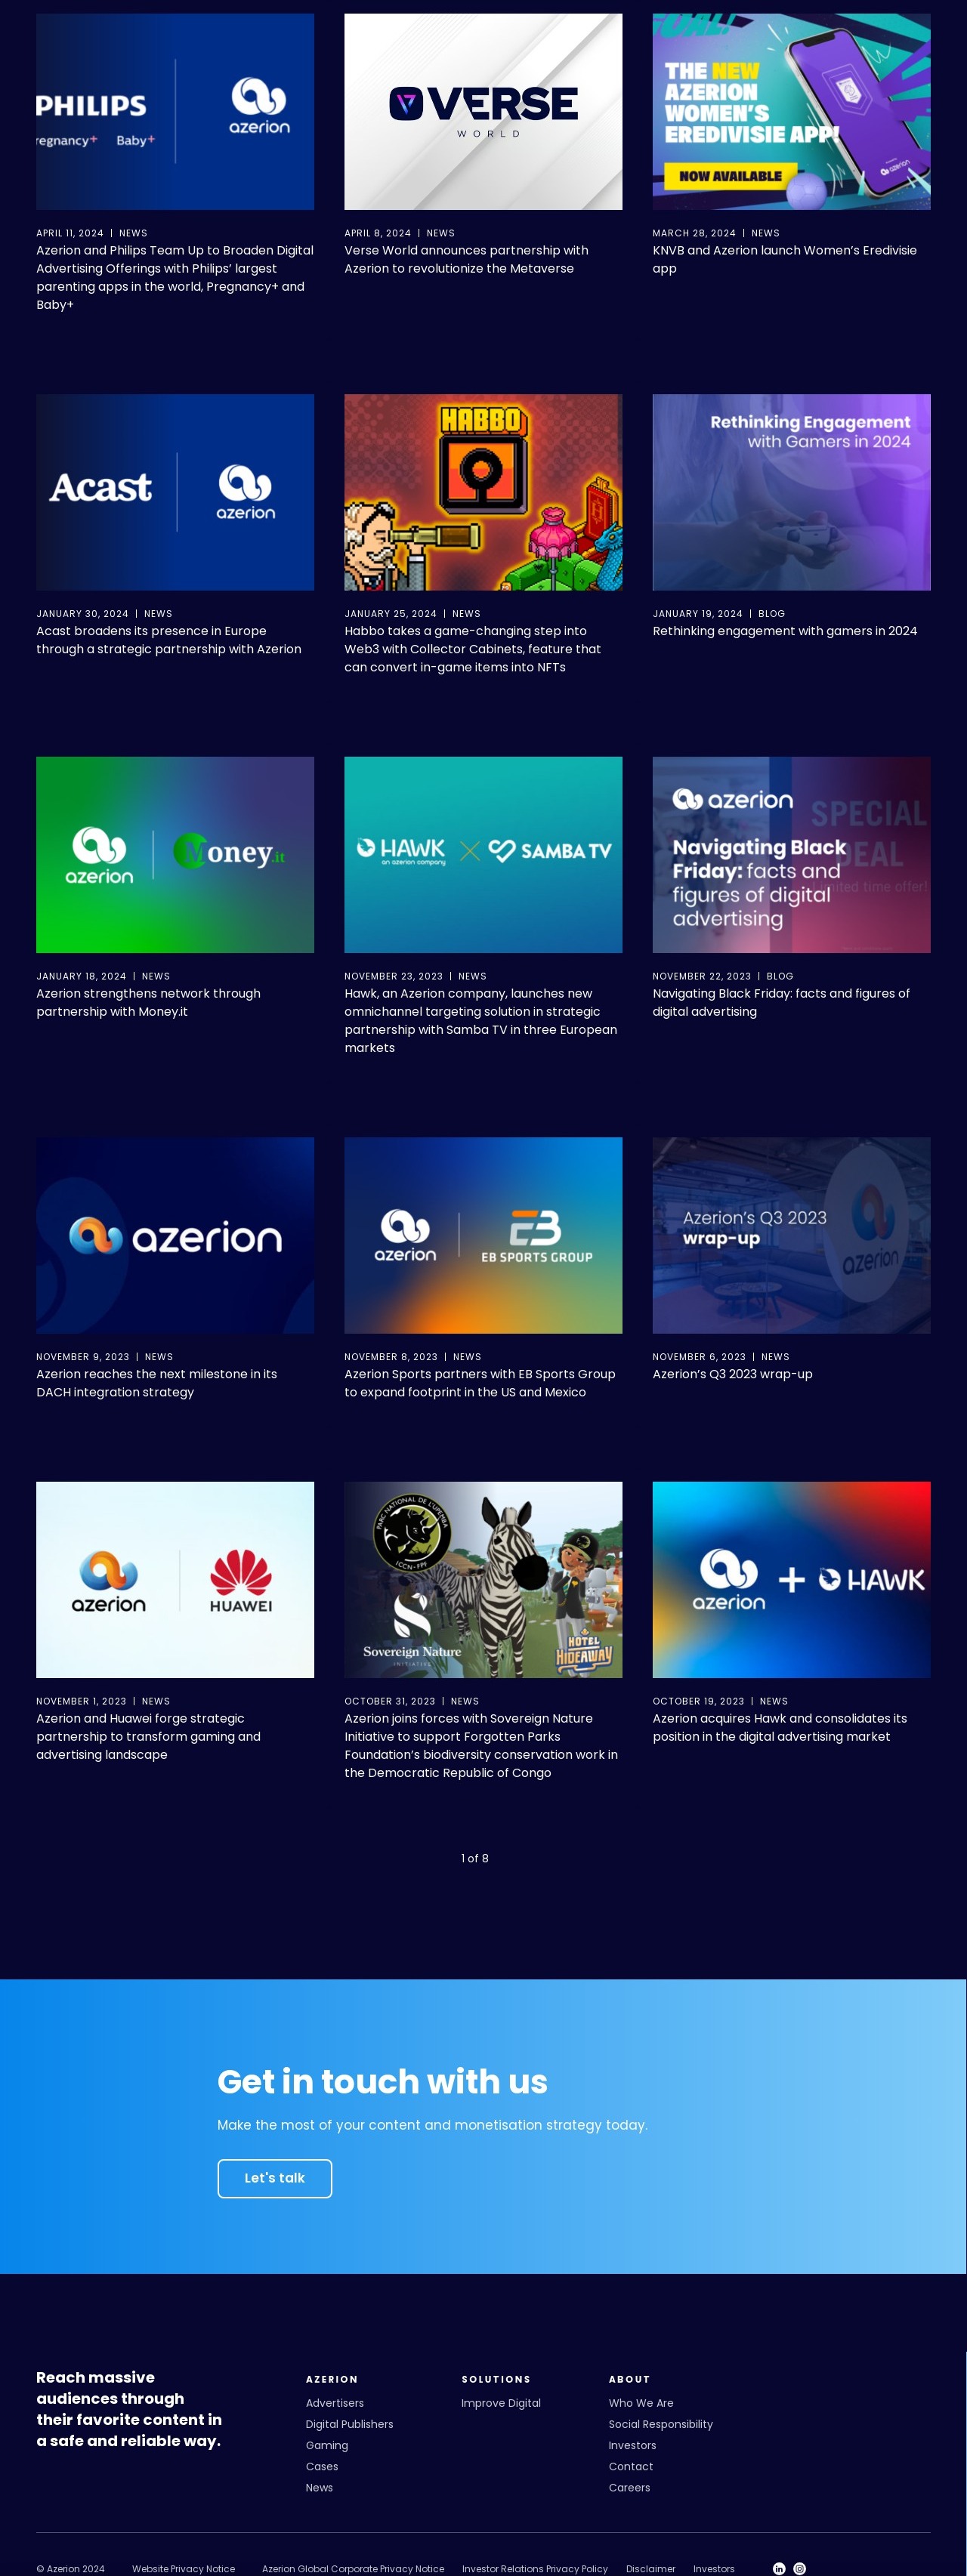 PHILIPS
regnancy+ Baby+
azerion
VERSE
WORLD
GOAL!
THE NEW
AZERION
WOMEN'S
EREDIVISIE APP!
NOW AVAILABLE
azerion
APRIL 11, 2024 | NEWS
Azerion and Philips Team Up to Broaden Digital
Advertising Offerings with Philips’ largest
parenting apps in the world, Pregnancy+ and
Baby+
APRIL 8, 2024 | NEWS
Verse World announces partnership with
Azerion to revolutionize the Metaverse
MARCH 28, 2024 | NEWS
KNVB and Azerion launch Women’s Eredivisie
app
Acast
azerion
HABBO
Rethinking Engagement
with Gamers in 2024
JANUARY 30, 2024 | NEWS
Acast broadens its presence in Europe
through a strategic partnership with Azerion
JANUARY 25, 2024 | NEWS
Habbo takes a game-changing step into
Web3 with Collector Cabinets, feature that
can convert in-game items into NFTs
JANUARY 19, 2024 | BLOG
Rethinking engagement with gamers in 2024
azerion
Money.it
HAWK
an azerion company
SAMBA TV
azerion
SPECIAL
DEAL
Limited time offer!
Navigating Black
Friday: facts and
figures of digital
advertising
JANUARY 18, 2024 | NEWS
Azerion strengthens network through
partnership with Money.it
NOVEMBER 23, 2023 | NEWS
Hawk, an Azerion company, launches new
omnichannel targeting solution in strategic
partnership with Samba TV in three European
markets
NOVEMBER 22, 2023 | BLOG
Navigating Black Friday: facts and figures of
digital advertising
azerion
azerion
EB SPORTS GROUP
Azerion’s Q3 2023
wrap-up
azerion
NOVEMBER 9, 2023 | NEWS
Azerion reaches the next milestone in its
DACH integration strategy
NOVEMBER 8, 2023 | NEWS
Azerion Sports partners with EB Sports Group
to expand footprint in the US and Mexico
NOVEMBER 6, 2023 | NEWS
Azerion’s Q3 2023 wrap-up
azerion
HUAWEI
PARC NATIONAL DE L'UPEMBA
ICCN-FPF
Sovereign Nature
INITIATIVE
HOTEL
HIDEAWAY
azerion
+
HAWK
NOVEMBER 1, 2023 | NEWS
Azerion and Huawei forge strategic
partnership to transform gaming and
advertising landscape
OCTOBER 31, 2023 | NEWS
Azerion joins forces with Sovereign Nature
Initiative to support Forgotten Parks
Foundation’s biodiversity conservation work in
the Democratic Republic of Congo
OCTOBER 19, 2023 | NEWS
Azerion acquires Hawk and consolidates its
position in the digital advertising market
1 of 8
Get in touch with us
Make the most of your content and monetisation strategy today.
Let's talk
Reach massive
audiences through
their favorite content in
a safe and reliable way.
AZERION
Advertisers
Digital Publishers
Gaming
Cases
News
SOLUTIONS
Improve Digital
ABOUT
Who We Are
Social Responsibility
Investors
Contact
Careers
© Azerion 2024 Website Privacy Notice Azerion Global Corporate Privacy Notice Investor Relations Privacy Policy Disclaimer Investors